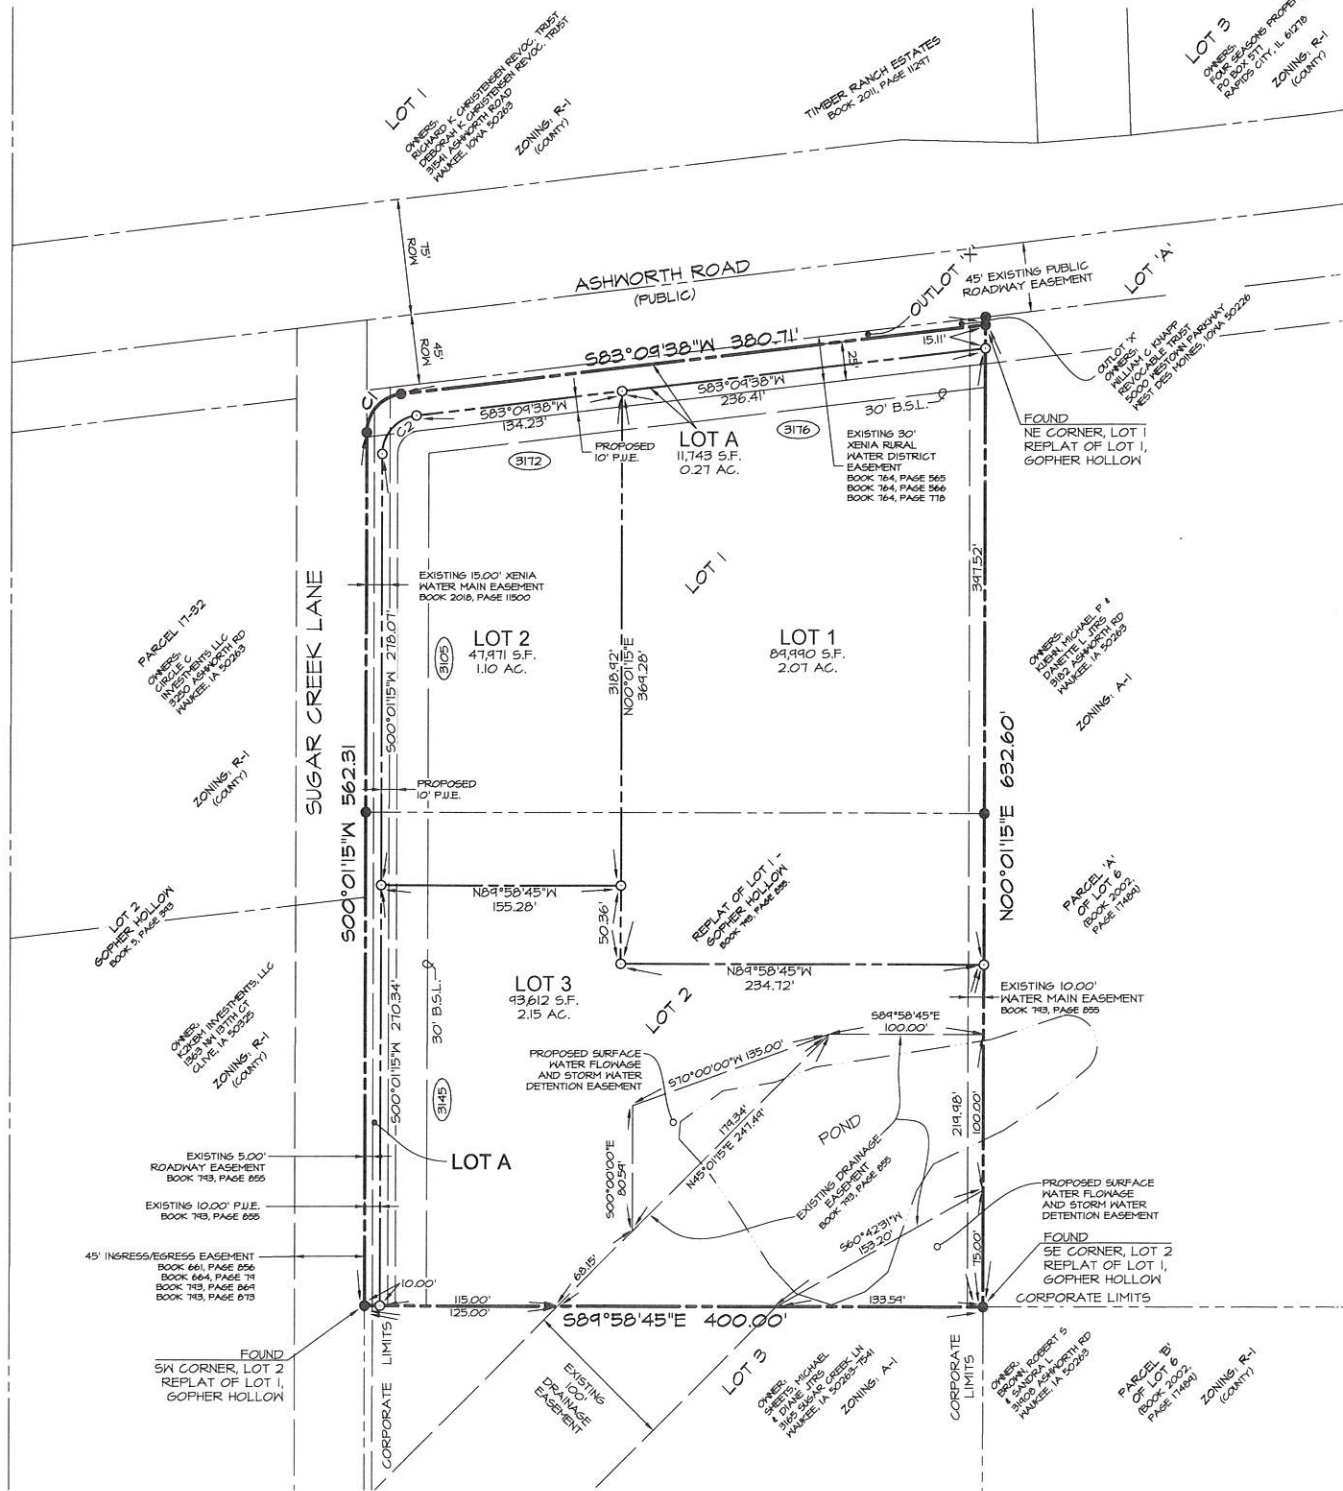 LOT 1
OWNERS:
RICHARD K. CHRISTENSEN REVOC. TRUST
DEBORAH K. CHRISTENSEN REVOC. TRUST
31541 ASHWORTH ROAD
WAUKEE, IOWA 50263
ZONING: R-1
(COUNTY)
TIMBER RANCH ESTATES
BOOK 2011, PAGE 11297
LOT 3
OWNERS:
FOUR SEASONS
PO BOX 577
RAPIDS CITY, IL 61278
ZONING: R-1
(COUNTY)
75'
ROW
ASHWORTH ROAD
(PUBLIC)
45'
ROW
OUTLOT 'X'
45' EXISTING PUBLIC
ROADWAY EASEMENT
LOT 'A'
S83°09'38"W 380.71'
15.11'
25'
OUTLOT 'X'
OWNERS:
WILLIAM C KNAPP
REVOCABLE TRUST
5000 WESTOWN PARKWAY
WEST DES MOINES, IOWA 50226
C1
C2
S83°09'38"W
134.23'
S83°09'38"W
236.41'
30' B.S.L.
FOUND
NE CORNER, LOT 1
REPLAT OF LOT 1,
GOPHER HOLLOW
3172
PROPOSED
10' P.U.E.
LOT A
11,743 S.F.
0.27 AC.
3176
EXISTING 30'
XENIA RURAL
WATER DISTRICT
EASEMENT
BOOK 764, PAGE 565
BOOK 764, PAGE 566
BOOK 764, PAGE 778
LOT 1
397.52'
EXISTING 15.00' XENIA
WATER MAIN EASEMENT
BOOK 2018, PAGE 11500
SUGAR CREEK LANE
PARCEL 17-32
OWNERS:
CIRCLE C
INVESTMENTS LLC
3250 ASHWORTH RD
WAUKEE, IA 50263
ZONING: R-1
(COUNTY)
S00°01'15"W 278.07'
3105
LOT 2
47,971 S.F.
1.10 AC.
318.92'
N00°01'15"E
369.28'
LOT 1
89,990 S.F.
2.07 AC.
OWNERS:
KUEHN, MICHAEL P &
DANETTE L JTRS
3182 ASHWORTH RD
WAUKEE, IA 50263
ZONING: A-1
S00°01'15"W 562.31
PROPOSED
10' P.U.E.
N00°01'15"E 632.60'
LOT 2
GOPHER HOLLOW
BOOK 5, PAGE 393
N89°58'45"W
155.28'
50.36'
REPLAT OF LOT 1 -
GOPHER HOLLOW
BOOK 793, PAGE 855
PARCEL 'A'
OF LOT 6
(BOOK 2002,
PAGE 17489)
N89°58'45"W
234.72'
OWNER:
K2KBM INVESTMENTS, LLC
1363 NW 13TH CT
CLIVE, IA 50325
ZONING: R-1
(COUNTY)
S00°01'15"W 270.34'
30' B.S.L.
LOT 3
93,612 S.F.
2.15 AC.
LOT 2
EXISTING 10.00'
WATER MAIN EASEMENT
BOOK 793, PAGE 855
S89°58'45"E
100.00'
PROPOSED SURFACE
WATER FLOWAGE
AND STORM WATER
DETENTION EASEMENT
S70°00'00"W 135.00'
3145
179.34'
N45°01'15"E 247.49'
POND
219.98'
100.00'
EXISTING DRAINAGE
EASEMENT
BOOK 793, PAGE 855
S00°00'00"E
80.59'
EXISTING 5.00'
ROADWAY EASEMENT
BOOK 793, PAGE 855
LOT A
EXISTING 10.00' P.U.E.
BOOK 793, PAGE 855
S60°42'31"W
153.20'
PROPOSED SURFACE
WATER FLOWAGE
AND STORM WATER
DETENTION EASEMENT
45' INGRESS/EGRESS EASEMENT
BOOK 661, PAGE 856
BOOK 664, PAGE 79
BOOK 793, PAGE 869
BOOK 793, PAGE 873
68.15'
75.00'
FOUND
SE CORNER, LOT 2
REPLAT OF LOT 1,
GOPHER HOLLOW
10.00'
115.00'
125.00'
133.59'
CORPORATE LIMITS
S89°58'45"E 400.00'
FOUND
SW CORNER, LOT 2
REPLAT OF LOT 1,
GOPHER HOLLOW
CORPORATE LIMITS
EXISTING
100'
DRAINAGE
EASEMENT
LOT 3
OWNER:
SHEETS, MICHAEL
& DIANE JTRS
3165 SUGAR CREEK LN
WAUKEE, IA 50263-7541
ZONING: A-1
CORPORATE
LIMITS
OWNER:
BROWN, ROBERT S
& SANDRA L
31408 ASHWORTH RD
WAUKEE, IA 50263
PARCEL 'B'
OF LOT 6
(BOOK 2002,
PAGE 17489)
ZONING: R-1
(COUNTY)